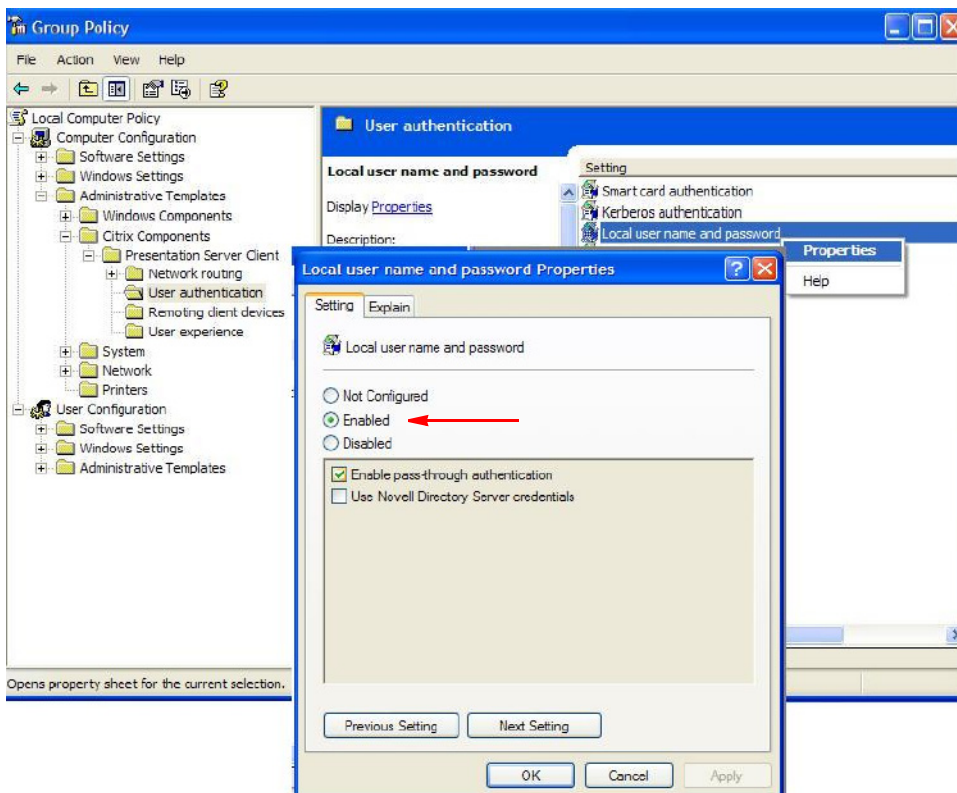 Group Policy
File Action View Help
Local Computer Policy
Computer Configuration
Software Settings
Windows Settings
Administrative Templates
Windows Components
Citrix Components
Presentation Server Client
Network routing
User authentication
Remoting client devices
User experience
System
Network
Printers
User Configuration
Software Settings
Windows Settings
Administrative Templates
User authentication
Local user name and password
Display Properties
Description:
Setting
Smart card authentication
Kerberos authentication
Local user name and password
Properties
Help
Local user name and password Properties
Setting Explain
Local user name and password
Not Configured
Enabled
Disabled
Enable pass-through authentication
Use Novell Directory Server credentials
Previous Setting Next Setting
OK Cancel Apply
Opens property sheet for the current selection.